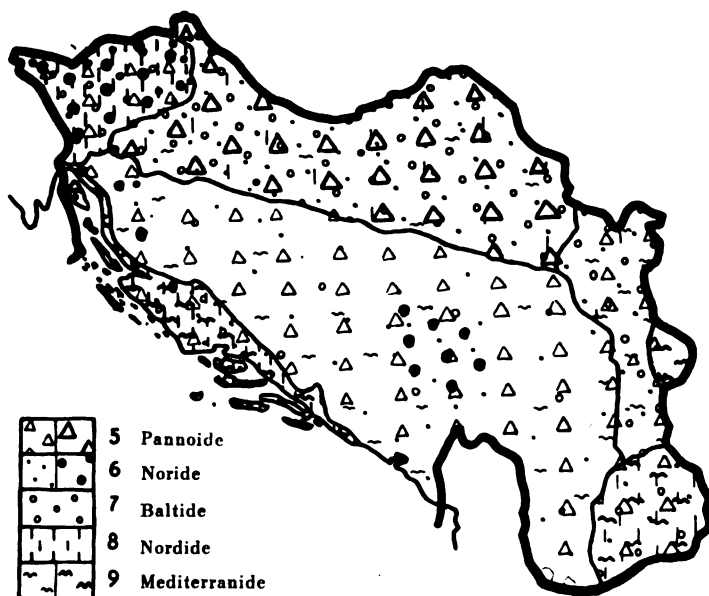 5 Pannoide
6 Noride
7 Baltide
8 Nordide
9 Mediterranide